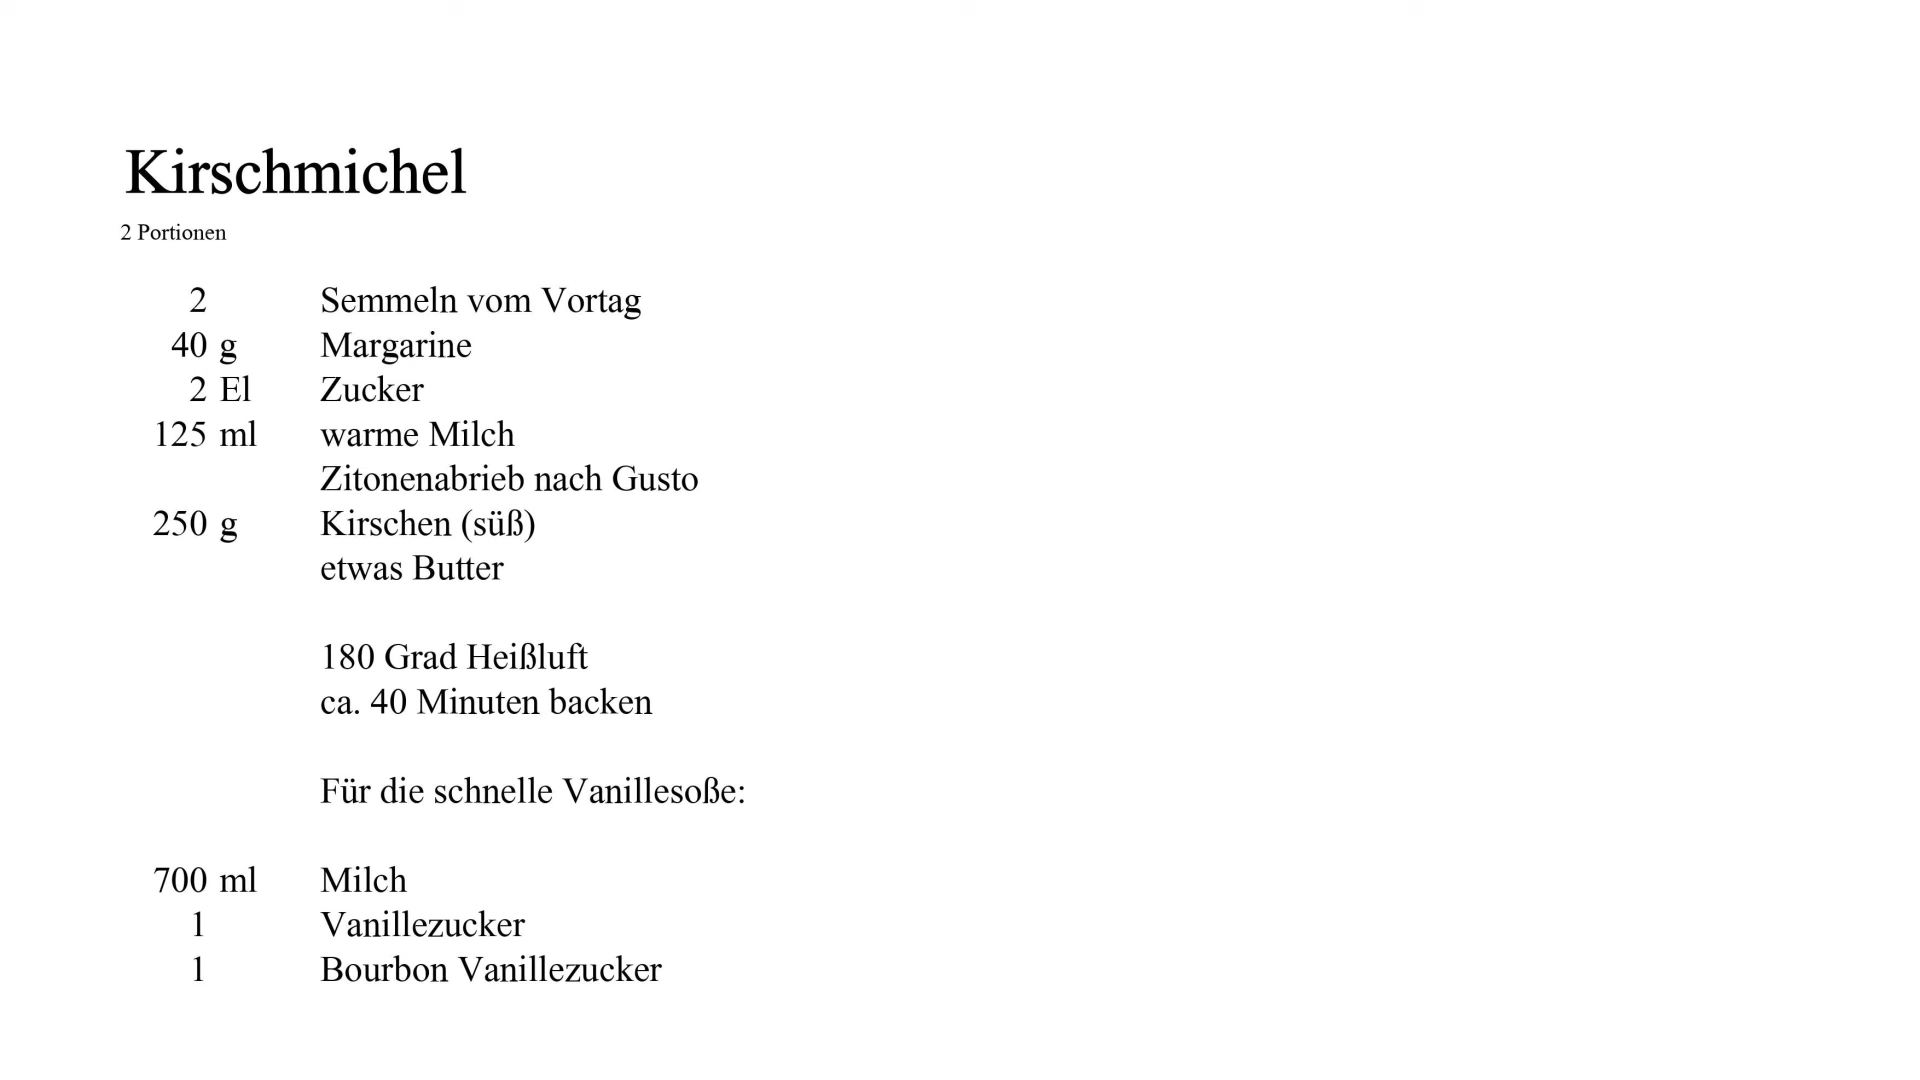 Kirschmichel
2 Portionen
2 Semmeln vom Vortag
40 g Margarine
2 El Zucker
125 ml warme Milch
Zitonenabrieb nach Gusto
250 g Kirschen (süß)
etwas Butter
180 Grad Heißluft
ca. 40 Minuten backen
Für die schnelle Vanillesoße:
700 ml Milch
1 Vanillezucker
1 Bourbon Vanillezucker